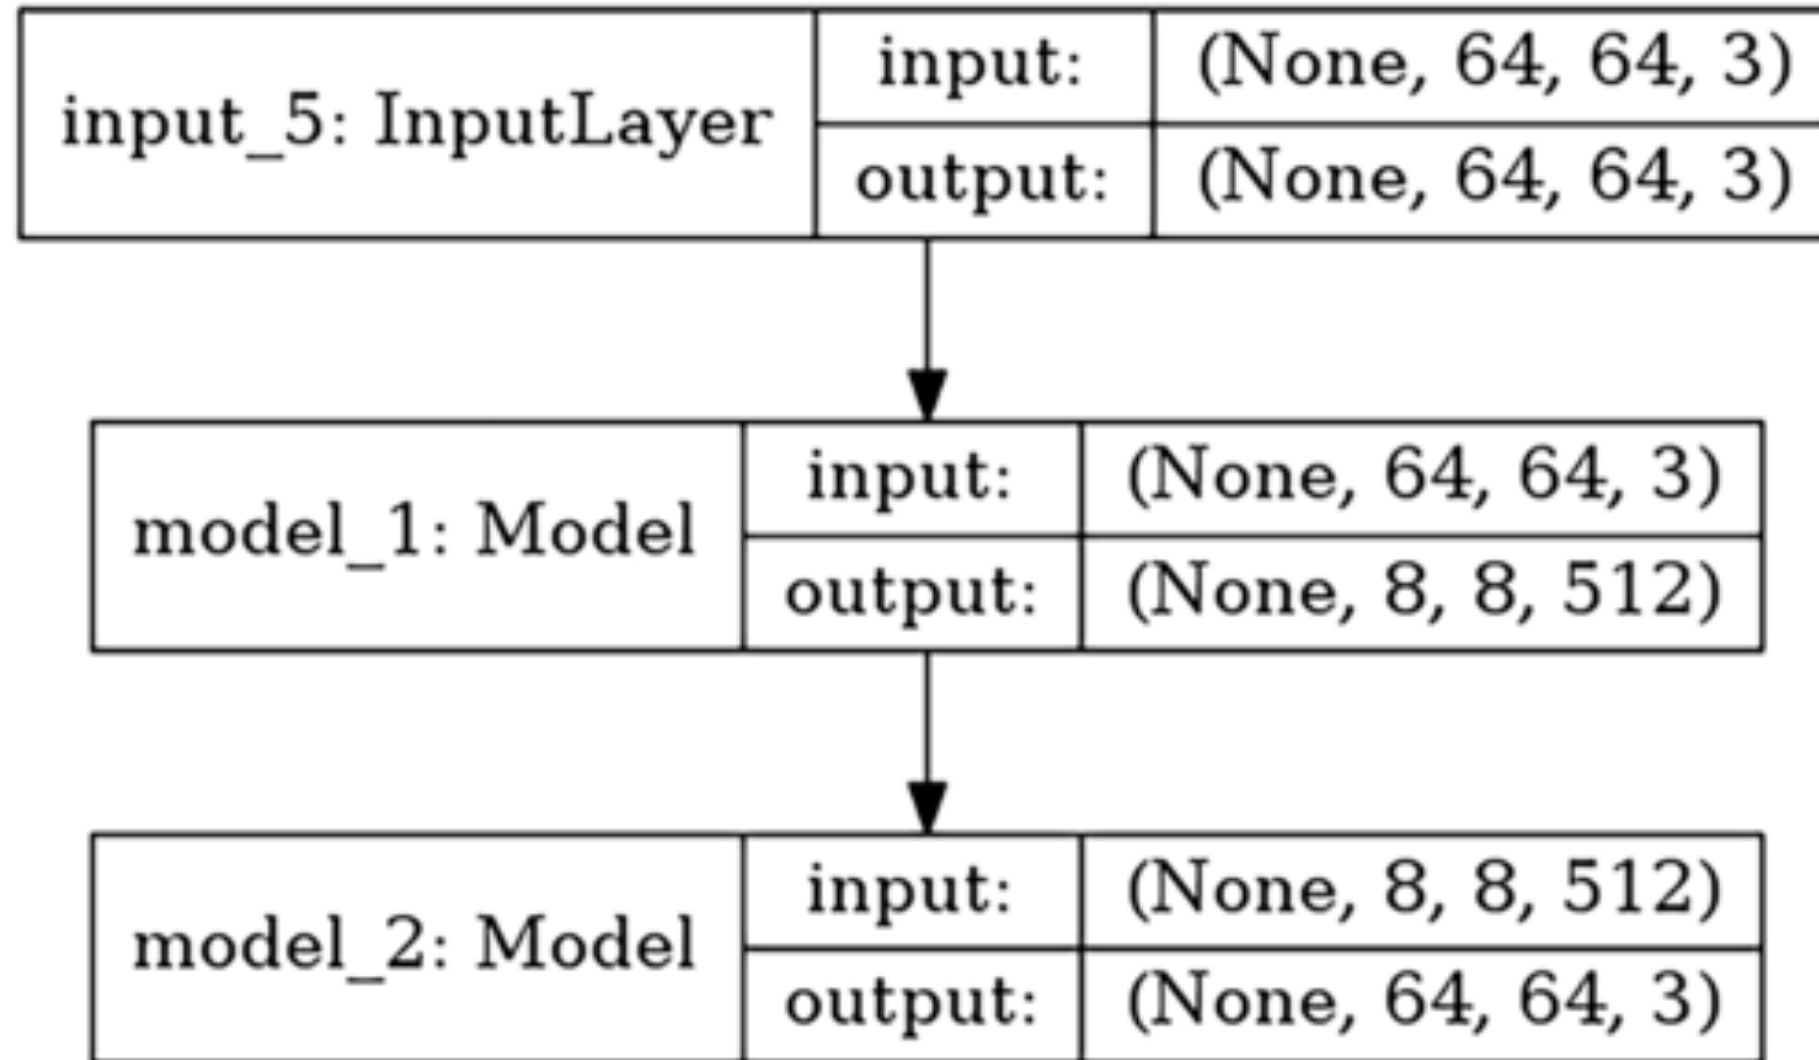 input_5: InputLayer
input:
(None, 64, 64, 3)
output:
(None, 64, 64, 3)
model_1: Model
input:
(None, 64, 64, 3)
output:
(None, 8, 8, 512)
model_2: Model
input:
(None, 8, 8, 512)
output:
(None, 64, 64, 3)